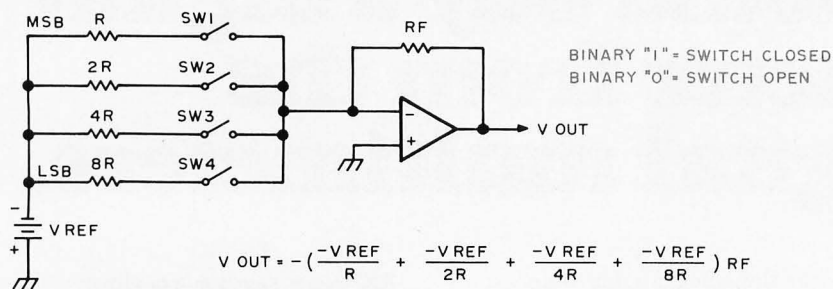 MSB R SW1
2R SW2
4R SW3
LSB 8R SW4
-
V REF
+
RF
-
+
V OUT
BINARY "1" = SWITCH CLOSED
BINARY "0" = SWITCH OPEN
V OUT = -( -V REF/R + -V REF/2R + -V REF/4R + -V REF/8R ) RF